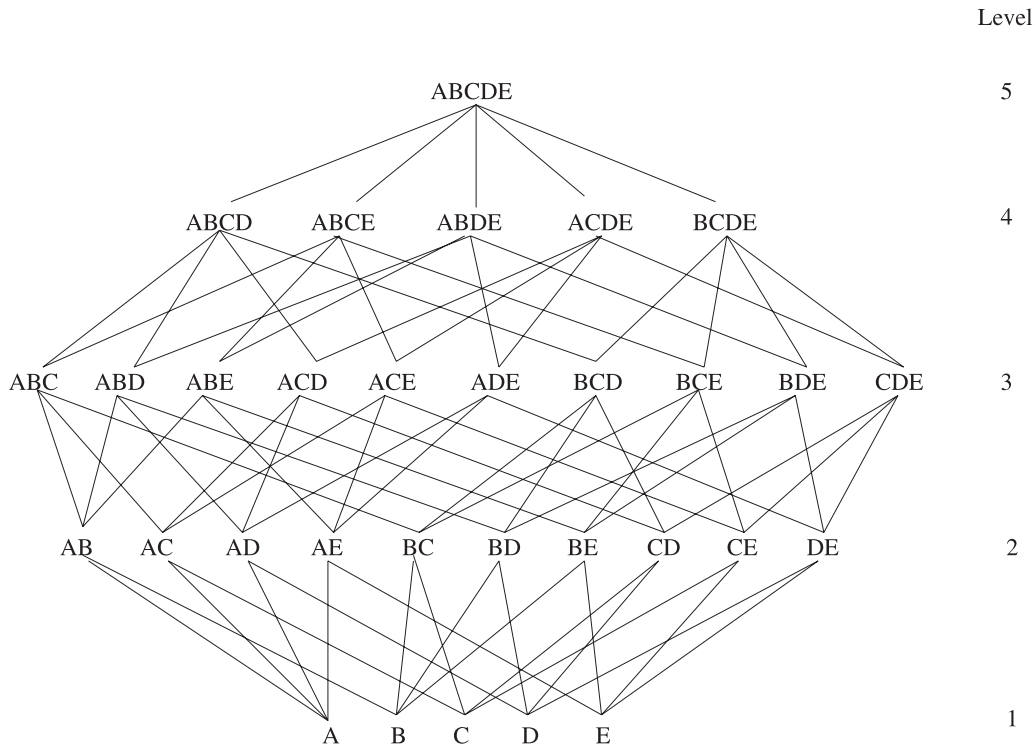 Level
ABCDE 5
ABCD ABCE ABDE ACDE BCDE 4
ABC ABD ABE ACD ACE ADE BCD BCE BDE CDE 3
AB AC AD AE BC BD BE CD CE DE 2
A B C D E 1